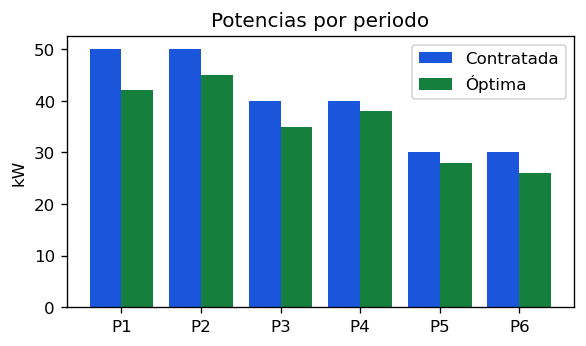 Potencias por periodo
Contratada
Óptima
kW
50
40
30
20
10
0
P1 P2 P3 P4 P5 P6